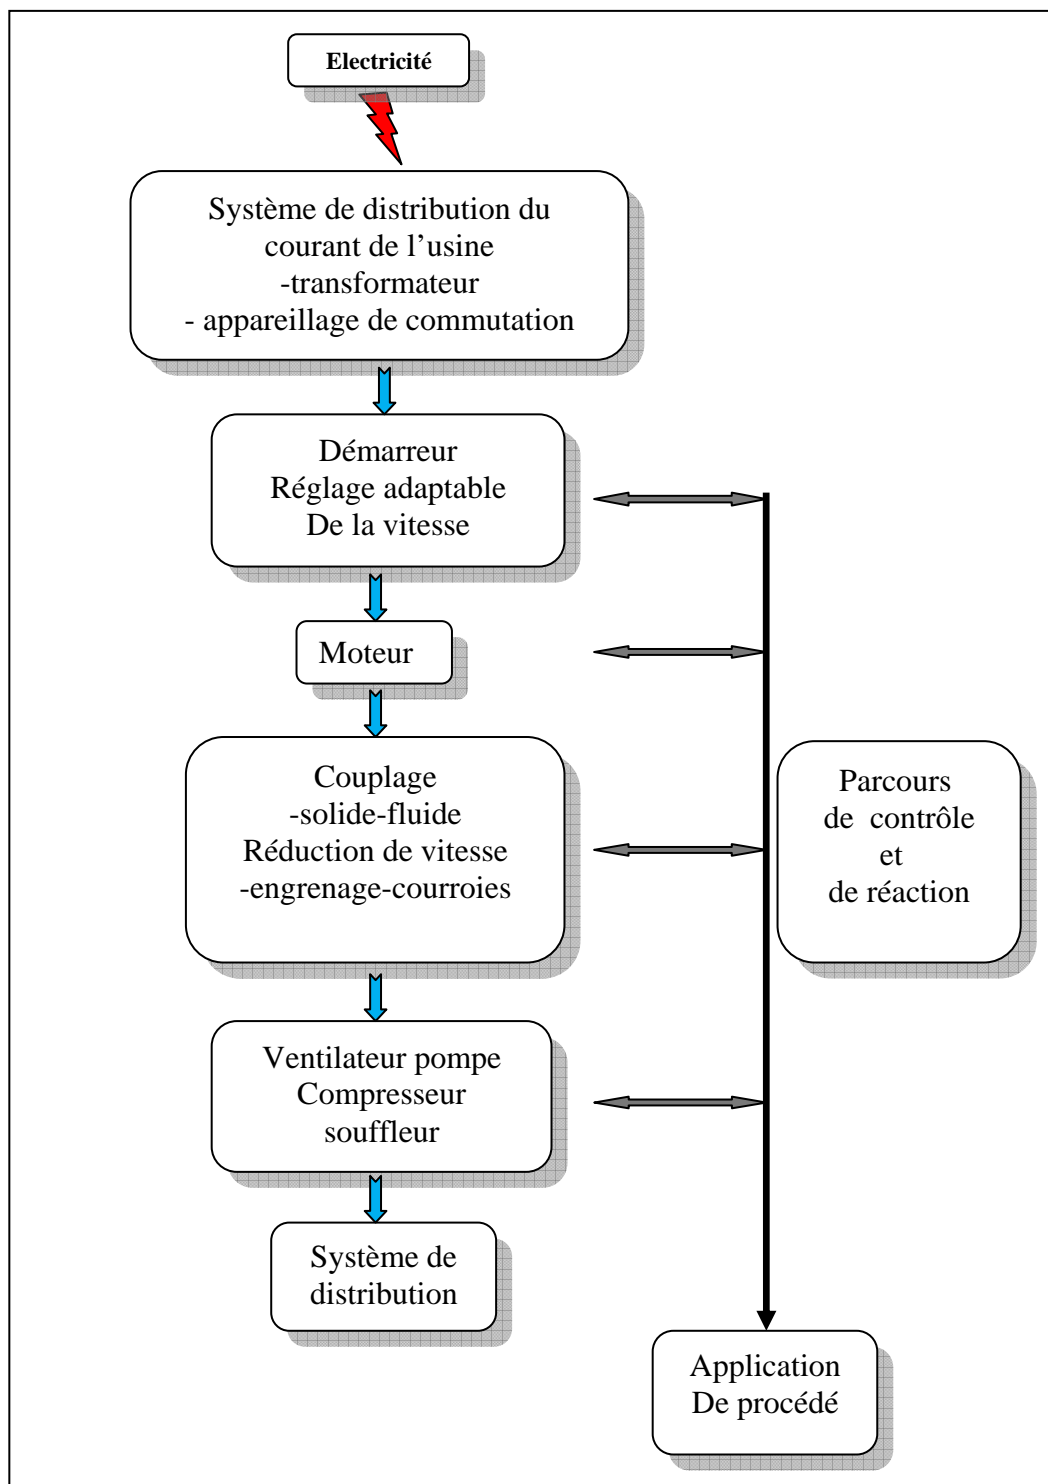 Electricité
Système de distribution du
courant de l’usine
-transformateur
- appareillage de commutation
Démarreur
Réglage adaptable
De la vitesse
Moteur
Couplage
-solide-fluide
Réduction de vitesse
-engrenage-courroies
Parcours
de contrôle
et
de réaction
Ventilateur pompe
Compresseur
souffleur
Système de
distribution
Application
De procédé